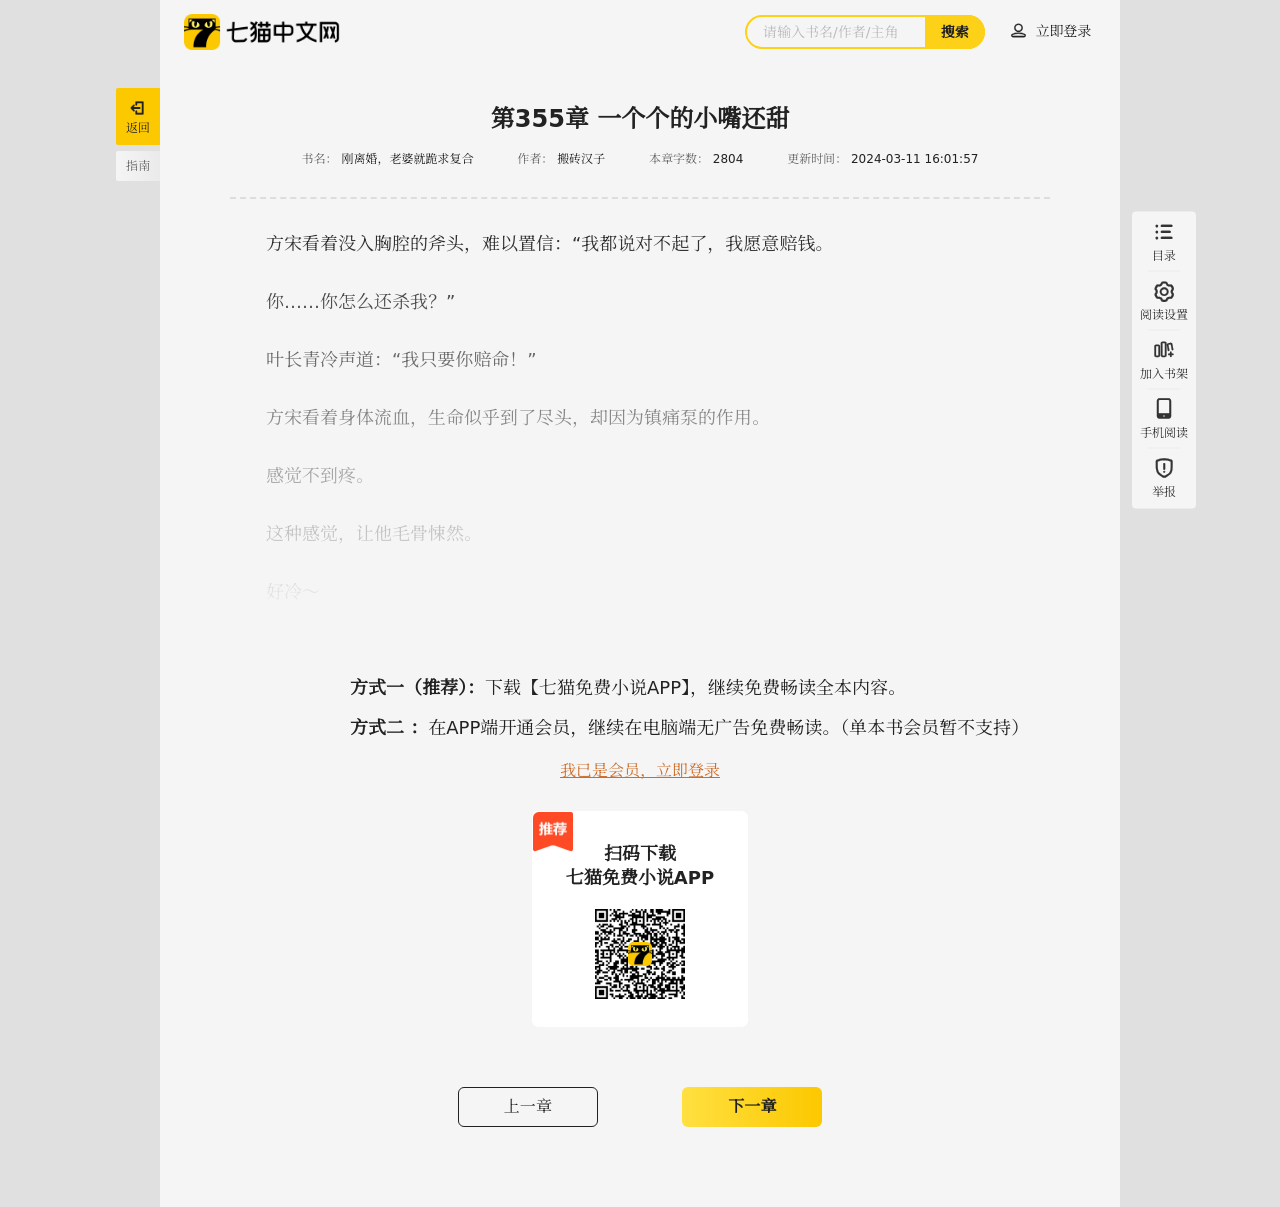 七猫中文网
请输入书名/作者/主角
搜索
立即登录
返回
指南
第355章 一个个的小嘴还甜
书名： 刚离婚，老婆就跪求复合 作者： 搬砖汉子 本章字数： 2804 更新时间： 2024-03-11 16:01:57
方宋看着没入胸腔的斧头，难以置信：“我都说对不起了，我愿意赔钱。
你……你怎么还杀我？”
叶长青冷声道：“我只要你赔命！”
方宋看着身体流血，生命似乎到了尽头，却因为镇痛泵的作用。
感觉不到疼。
这种感觉，让他毛骨悚然。
好冷～
目录
阅读设置
加入书架
手机阅读
举报
方式一（推荐）：下载【七猫免费小说APP】，继续免费畅读全本内容。
方式二 ：在APP端开通会员，继续在电脑端无广告免费畅读。（单本书会员暂不支持）
我已是会员，立即登录
推荐
扫码下载
七猫免费小说APP
上一章
下一章